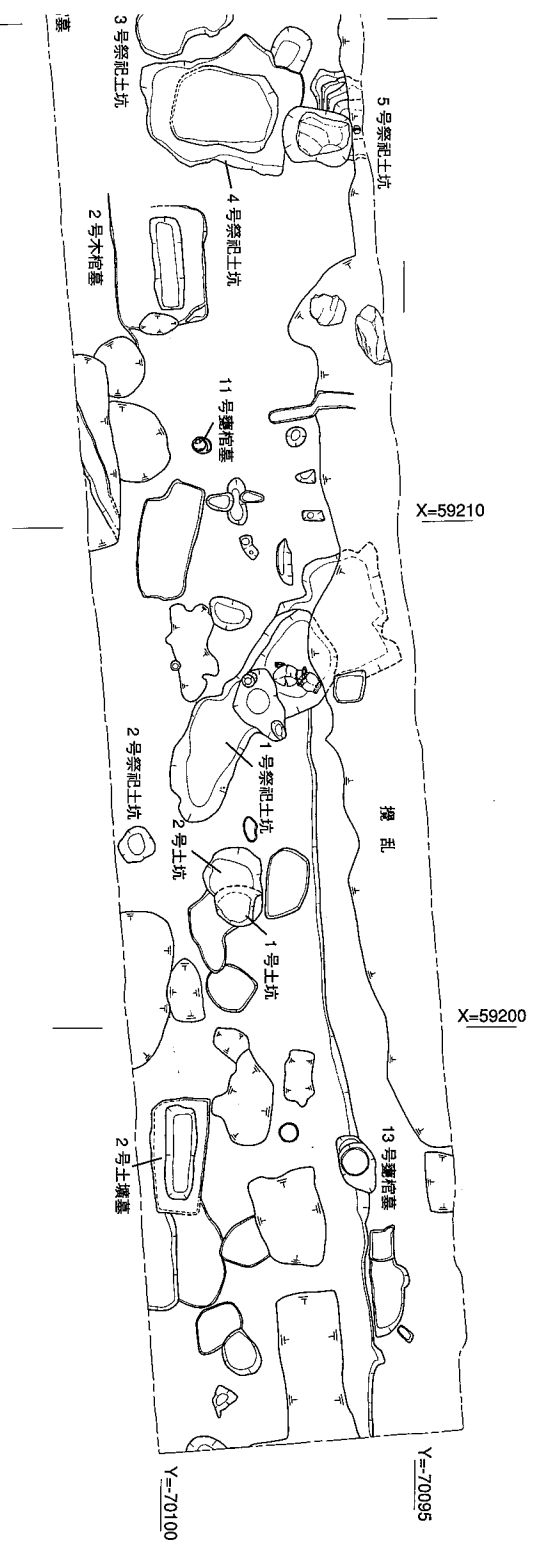 墓
3号祭祀土坑
5号祭祀土坑
4号祭祀土坑
2号木棺墓
11号甕棺墓
X=59210
1号祭祀土坑
2号祭祀土坑
攪乱
2号土坑
1号土坑
X=59200
13号甕棺墓
2号土壙墓
Y=-70100
Y=-70095